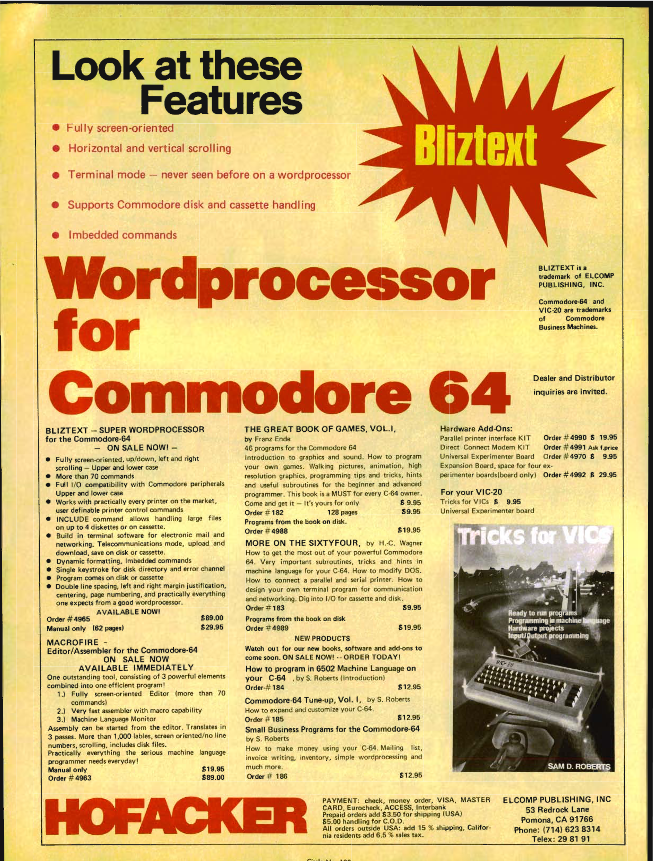 Look at these
Features
• Fully screen-oriented
• Horizontal and vertical scrolling
• Terminal mode — never seen before on a wordprocessor
• Supports Commodore disk and cassette handling
• Imbedded commands
Bliztext
Wordprocessor
for
Commodore 64
BLIZTEXT is a
trademark of ELCOMP
PUBLISHING, INC.
Commodore-64 and
VIC-20 are trademarks
of Commodore
Business Machines.
Dealer and Distributor
inquiries are invited.
BLIZTEXT – SUPER WORDPROCESSOR
for the Commodore-64
— ON SALE NOW! —
• Fully screen-oriented, up/down, left and right
scrolling – Upper and lower case
• More than 70 commands
• Full I/O compatibility with Commodore peripherals
Upper and lower case
• Works with practically every printer on the market,
user definable printer control commands
• INCLUDE command allows handling large files
on up to 4 diskettes or on cassette.
• Build in terminal software for electronic mail and
networking. Telecommunications mode, upload and
download, save on disk or cassette.
• Dynamic formatting, Imbedded commands
• Single keystroke for disk directory and error channel
• Program comes on disk or cassette
• Double line spacing, left and right margin justification,
centering, page numbering, and practically everything
one expects from a good wordprocessor.
AVAILABLE NOW!
Order # 4965 $89.00
Manual only (62 pages) $29.95
MACROFIRE -
Editor/Assembler for the Commodore-64
ON SALE NOW
AVAILABLE IMMEDIATELY
One outstanding tool, consisting of 3 powerful elements
combined into one efficient program!
1.) Fully screen-oriented Editor (more than 70
commands)
2.) Very fast assembler with macro capability
3.) Machine Language Monitor
Assembly can be started from the editor. Translates in
3 passes. More than 1,000 lables, screen oriented/no line
numbers, scrolling, includes disk files.
Practically everything the serious machine language
programmer needs everyday!
Manual only $19.95
Order # 4963 $89.00
THE GREAT BOOK OF GAMES, VOL.I,
by Franz Ende
46 programs for the Commodore 64
Introduction to graphics and sound. How to program
your own games. Walking pictures, animation, high
resolution graphics, programming tips and tricks, hints
and useful subroutines for the beginner and advanced
programmer. This book is a MUST for every C-64 owner.
Come and get it – It's yours for only $ 9.95
Order # 182 128 pages $9.95
Programs from the book on disk.
Order # 4988 $19.95
MORE ON THE SIXTYFOUR, by H.-C. Wagner
How to get the most out of your powerful Commodore
64. Very important subroutines, tricks and hints in
machine language for your C-64. How to modify DOS.
How to connect a parallel and serial printer. How to
design your own terminal program for communication
and networking. Dig into I/O for cassette and disk.
Order # 183 $9.95
Programs from the book on disk
Order # 4989 $19.95
NEW PRODUCTS
Watch out for our new books, software and add-ons to
come soon. ON SALE NOW! -- ORDER TODAY!
How to program in 6502 Machine Language on
your C-64 , by S. Roberts (Introduction)
Order-# 184 $12.95
Commodore-64 Tune-up, Vol. I, by S. Roberts
How to expand and customize your C-64.
Order # 185 $12.95
Small Business Programs for the Commodore-64
by S. Roberts
How to make money using your C-64. Mailing list,
invoice writing, inventory, simple wordprocessing and
much more.
Order # 186 $12.95
Hardware Add-Ons:
Parallel printer interface KIT Order # 4990 $ 19.95
Direct Connect Modem KIT Order # 4991 Ask f.price
Universal Experimenter Board Order # 4970 $ 9.95
Expansion Board, space for four ex-
perimenter boards(board only) Order # 4992 $ 29.95
For your VIC-20
Tricks for VICs $ 9.95
Universal Experimenter board
Tricks for VICs
Ready to run programs
Programming in machine language
Hardware projects
Input/Output programming
SAM D. ROBERTS
HOFACKER
PAYMENT: check, money order, VISA, MASTER
CARD, Eurocheck, ACCESS, Interbank
Prepaid orders add $3.50 for shipping (USA)
$5.00 handling for C.O.D.
All orders outside USA: add 15 % shipping, Califor-
nia residents add 6.5 % sales tax.
ELCOMP PUBLISHING, INC
53 Redrock Lane
Pomona, CA 91766
Phone: (714) 623 8314
Telex: 29 81 91